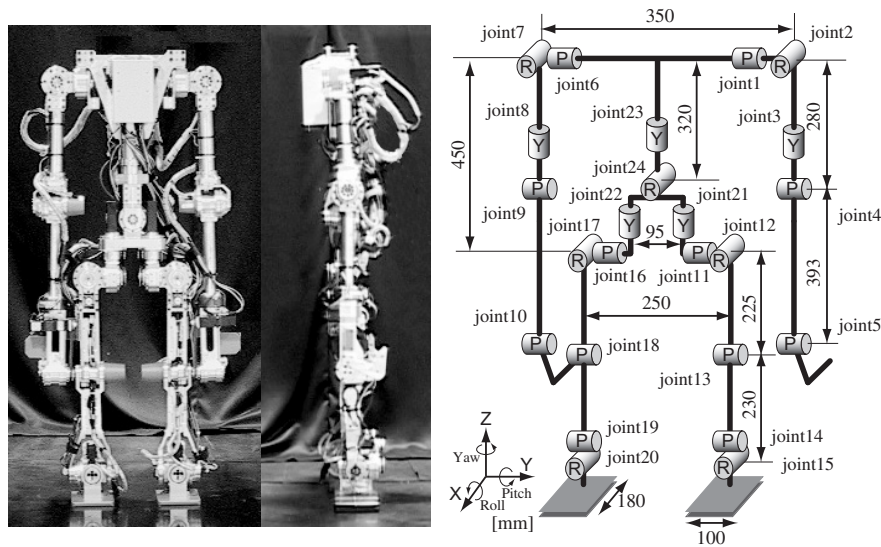 350
joint7
joint2
R
P
P
R
joint6
joint1
joint8
joint23
joint3
450
320
280
Y
Y
Y
joint24
R
P
P
joint9
joint22
joint21
joint4
joint17
joint12
Y
95
Y
R
P
P
R
joint16
joint11
393
joint10
250
225
joint5
P
P
joint18
P
P
joint13
230
joint19
joint14
P
P
joint20
joint15
R
R
Z
Yaw
Y
X
Pitch
Roll
180
[mm]
100